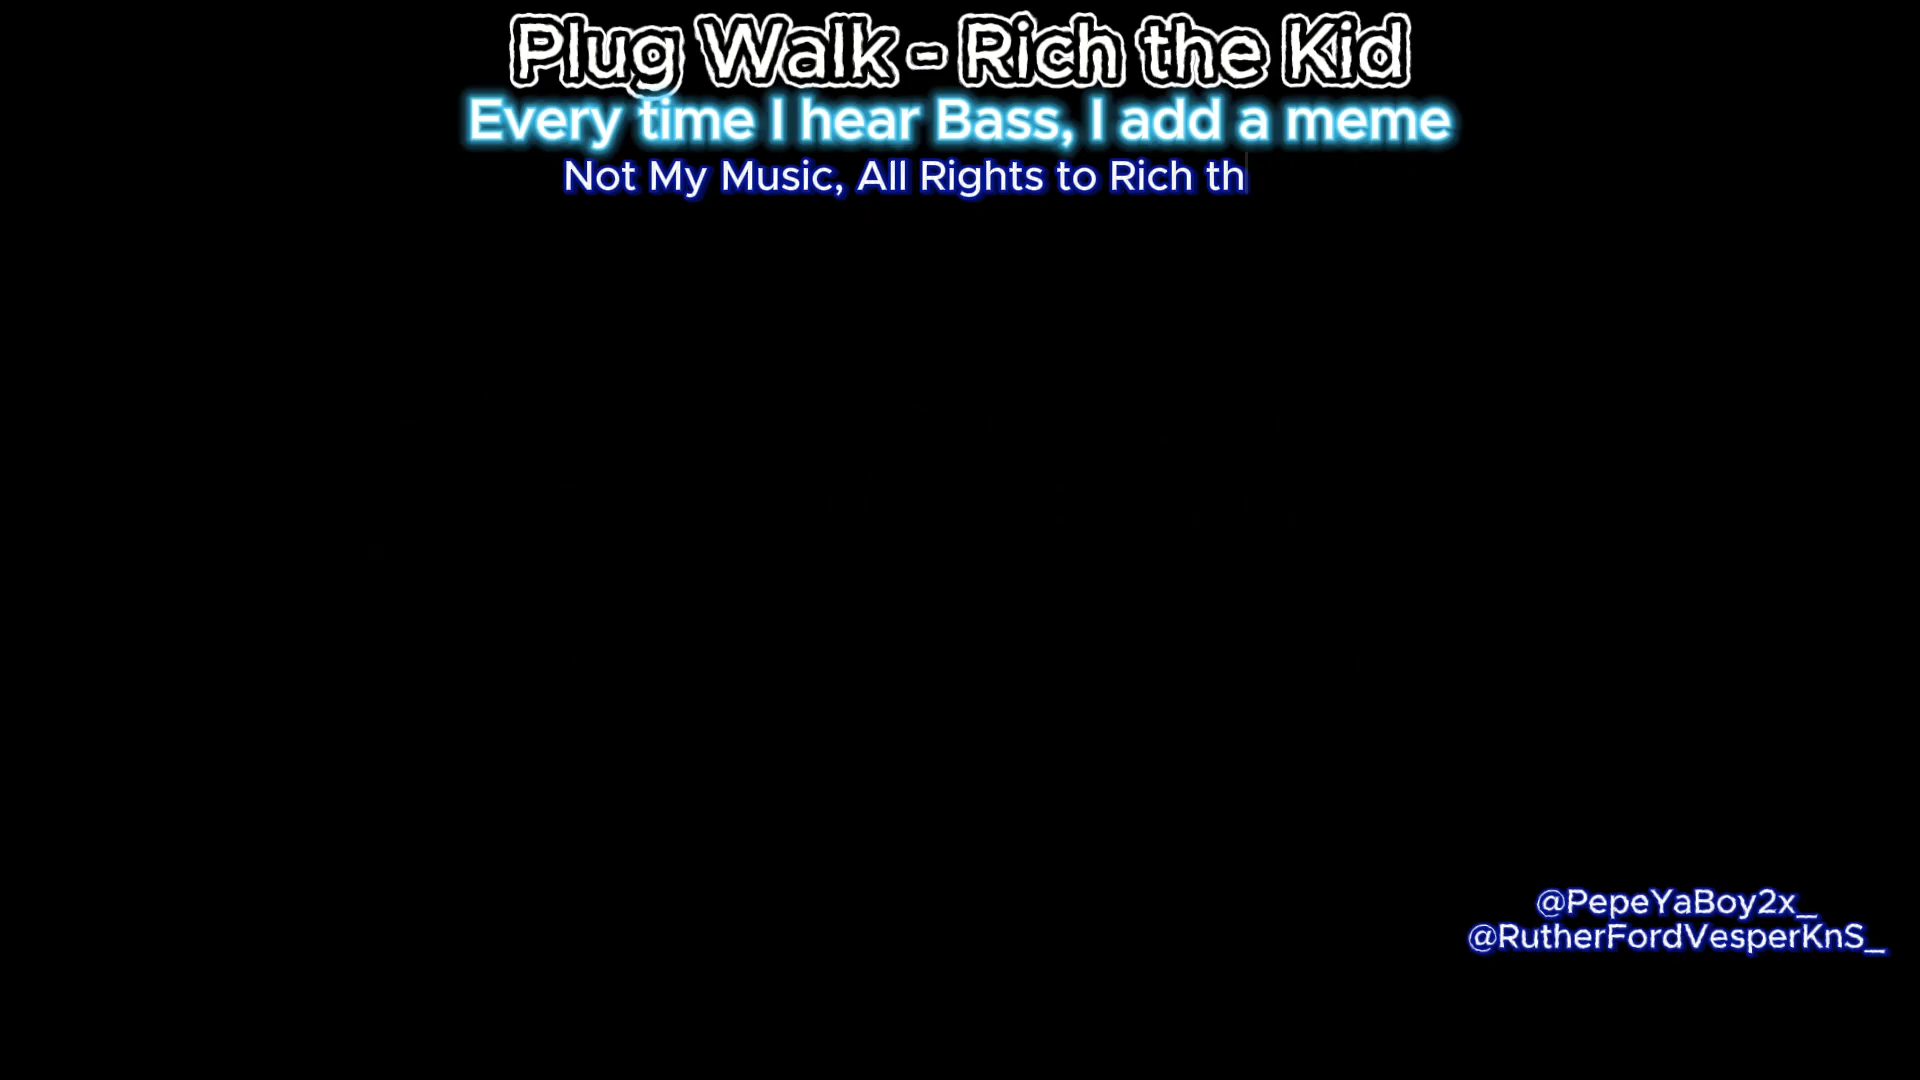 Plug Walk - Rich the Kid
Every time I hear Bass, I add a meme
Not My Music, All Rights to Rich th
@PepeYaBoy2x_
@RutherFordVesperKnS_